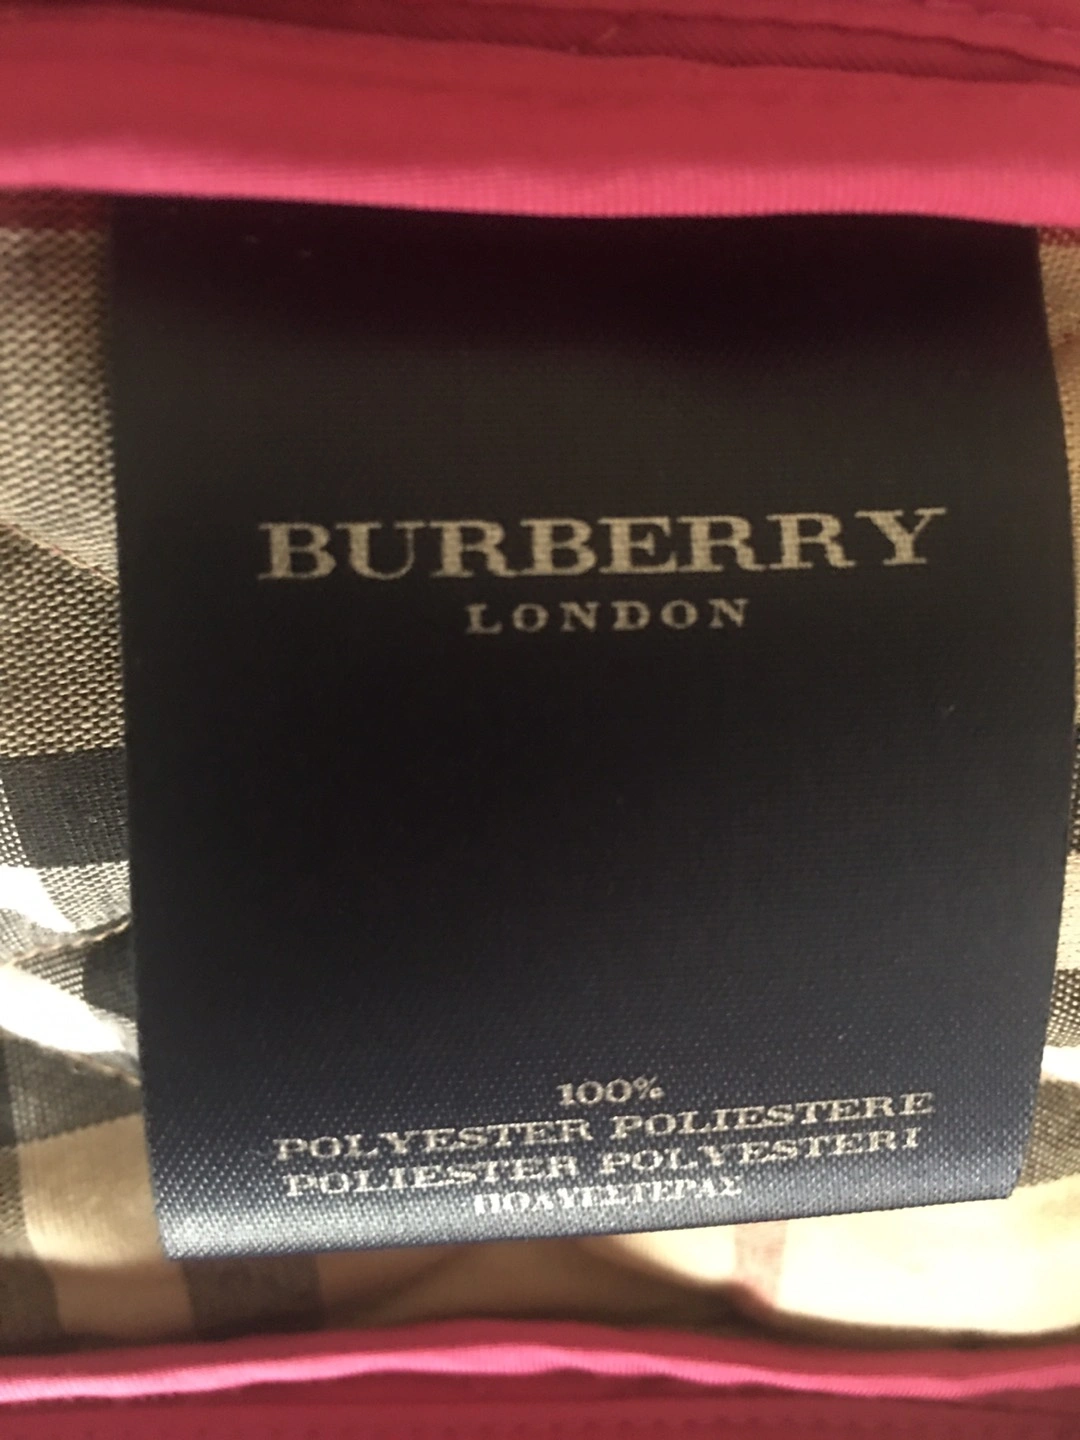 BURBERRY
LONDON
100%
POLYESTER POLIESTERE
POLIESTER POLYESTERI
ΠΟΛΥΕΣΤΕΡΑΣ